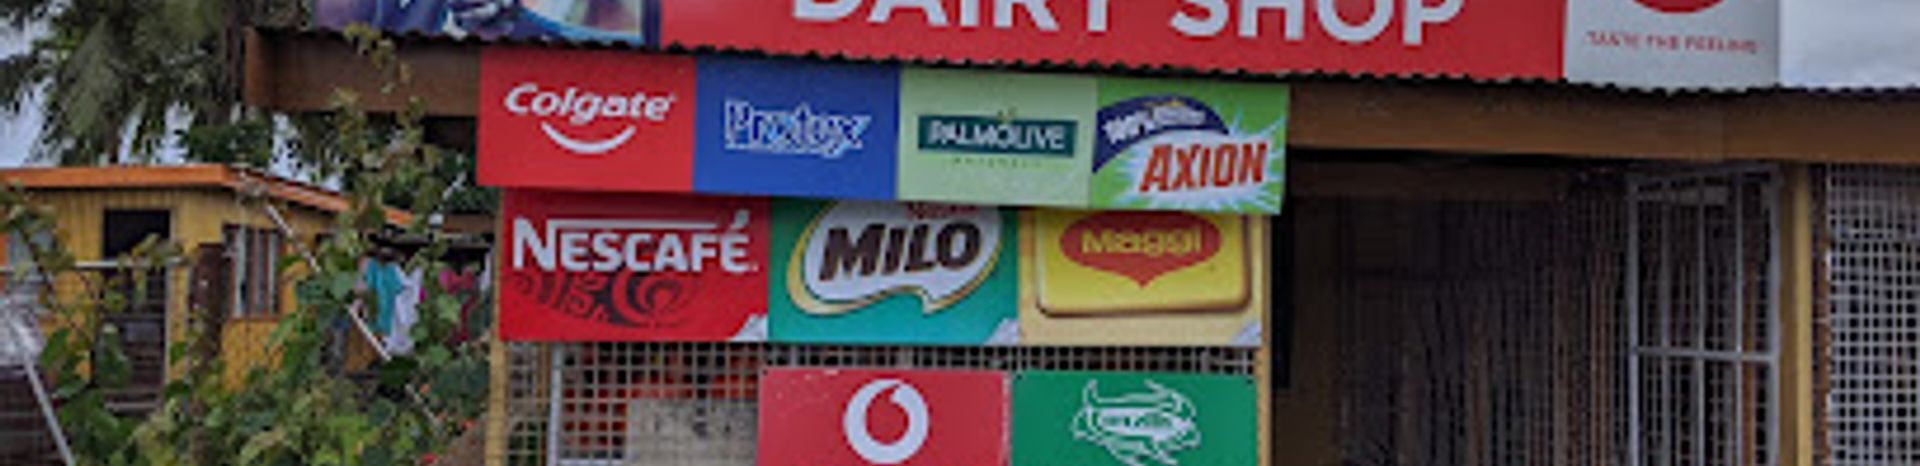 DAIRY SHOP
TASTE THE FEELING
Colgate
Protex
PALMOLIVE
AXION
NESCAFÉ
MILO
Maggi